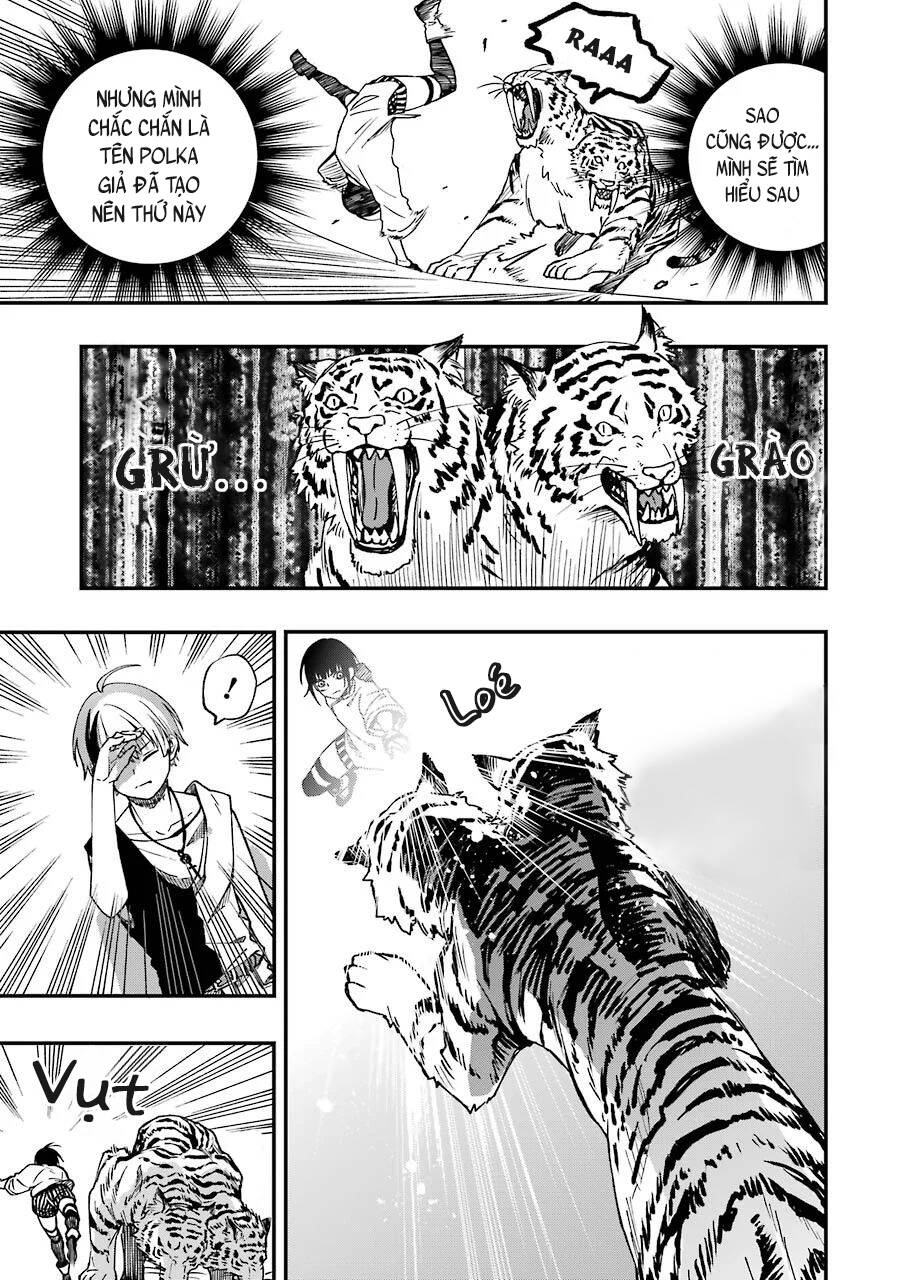 RAAA
SAO
CŨNG ĐƯỢC...
MÌNH SẼ TÌM
HIỂU SAU
NHƯNG MÌNH
CHẮC CHẮN LÀ
TÊN POLKA
GIẢ ĐÃ TẠO
NÊN THỨ NÀY
GRÀO
GRỪ...
Loé
!
Vụt